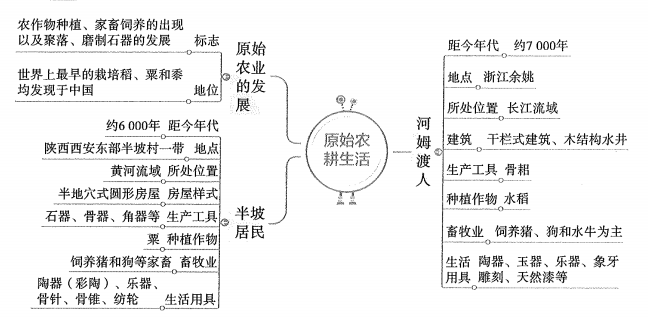 农作物种植、家畜饲养的出现
以及聚落、磨制石器的发展 标志
世界上最早的栽培稻、粟和黍
均发现于中国 地位
原始
农业
的发
展
约6 000年 距今年代
陕西西安东部半坡村一带 地点
黄河流域 所处位置
半地穴式圆形房屋 房屋样式
石器、骨器、角器等 生产工具
粟 种植作物
饲养猪和狗等家畜 畜牧业
陶器（彩陶）、乐器、
骨针、骨锥、纺轮 生活用具
半坡
居民
原始农
耕生活
河
姆
渡
人
距今年代 约7 000年
地点 浙江余姚
所处位置 长江流域
建筑 干栏式建筑、木结构水井
生产工具 骨耜
种植作物 水稻
畜牧业 饲养猪、狗和水牛为主
生活 陶器、玉器、乐器、象牙
用具 雕刻、天然漆等